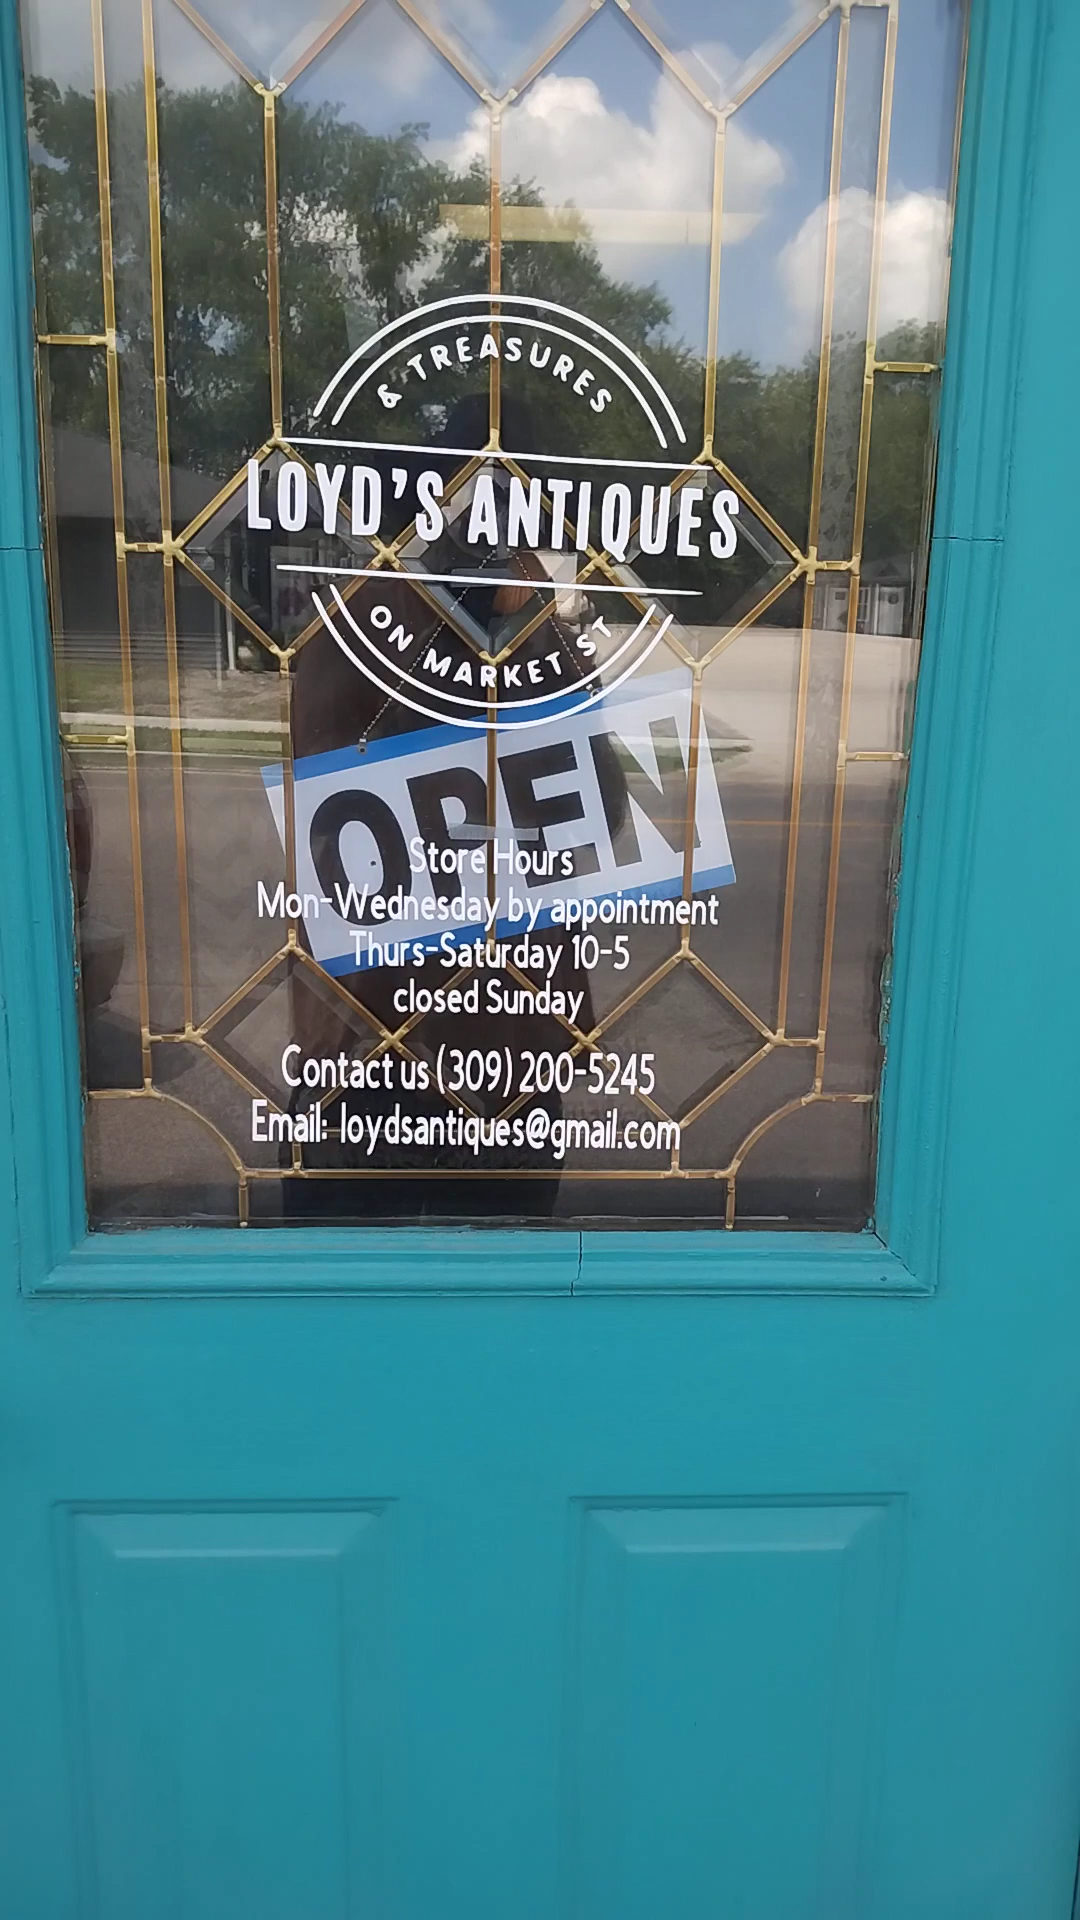 & TREASURES
LOYD'S ANTIQUES
ON MARKET ST
OPEN
Store Hours
Mon-Wednesday by appointment
Thurs-Saturday 10-5
closed Sunday
Contact us (309) 200-5245
Email: loydsantiques@gmail.com